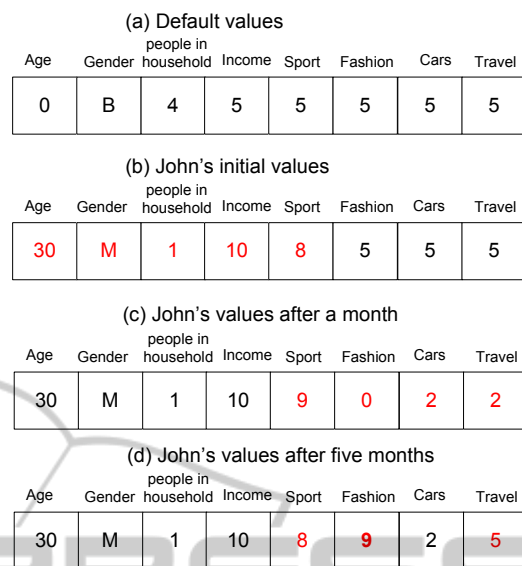 (a) Default values
Age Gender people in household Income Sport Fashion Cars Travel
0 B 4 5 5 5 5 5
(b) John's initial values
Age Gender people in household Income Sport Fashion Cars Travel
30 M 1 10 8 5 5 5
(c) John's values after a month
Age Gender people in household Income Sport Fashion Cars Travel
30 M 1 10 9 0 2 2
(d) John's values after five months
Age Gender people in household Income Sport Fashion Cars Travel
30 M 1 10 8 9 2 5